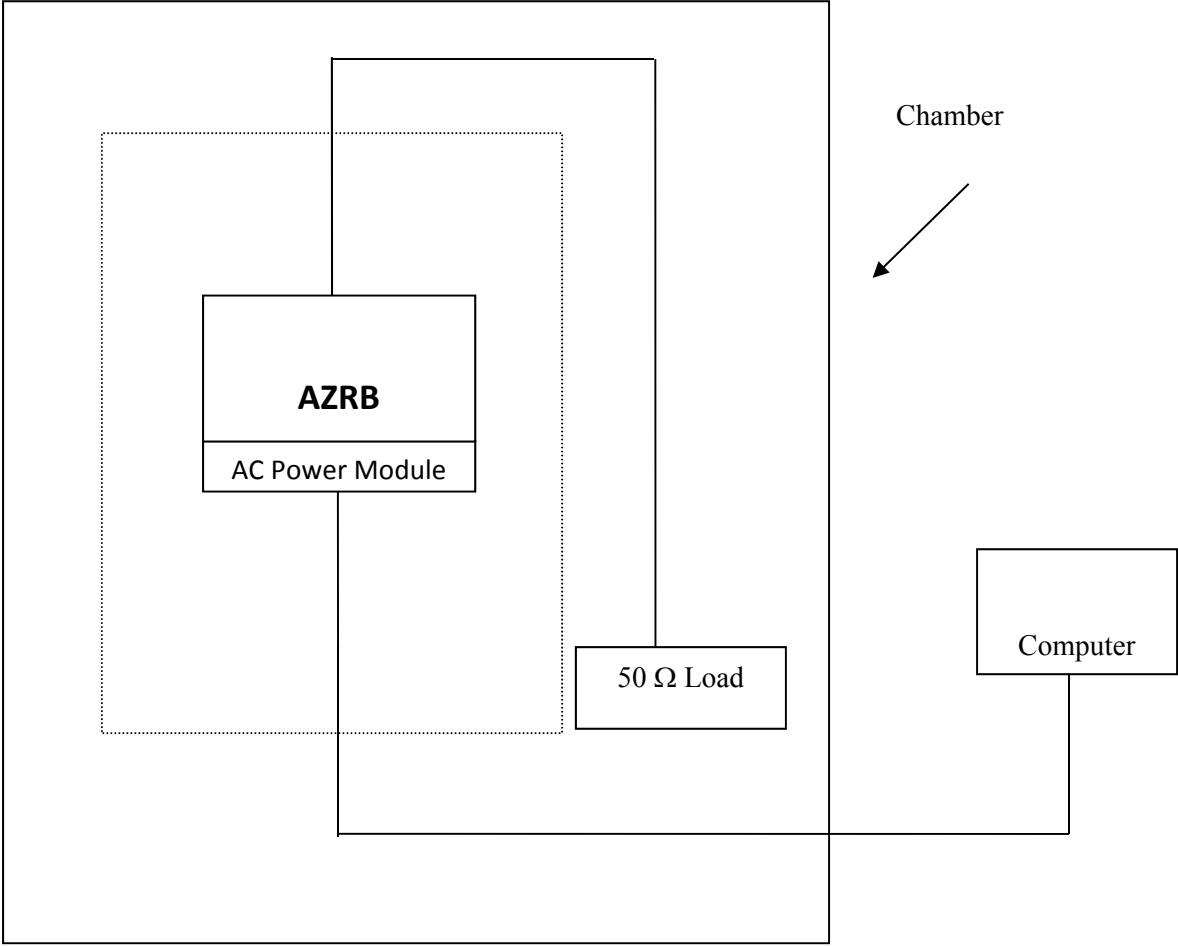 Chamber
AZRB
AC Power Module
50 Ω Load
Computer